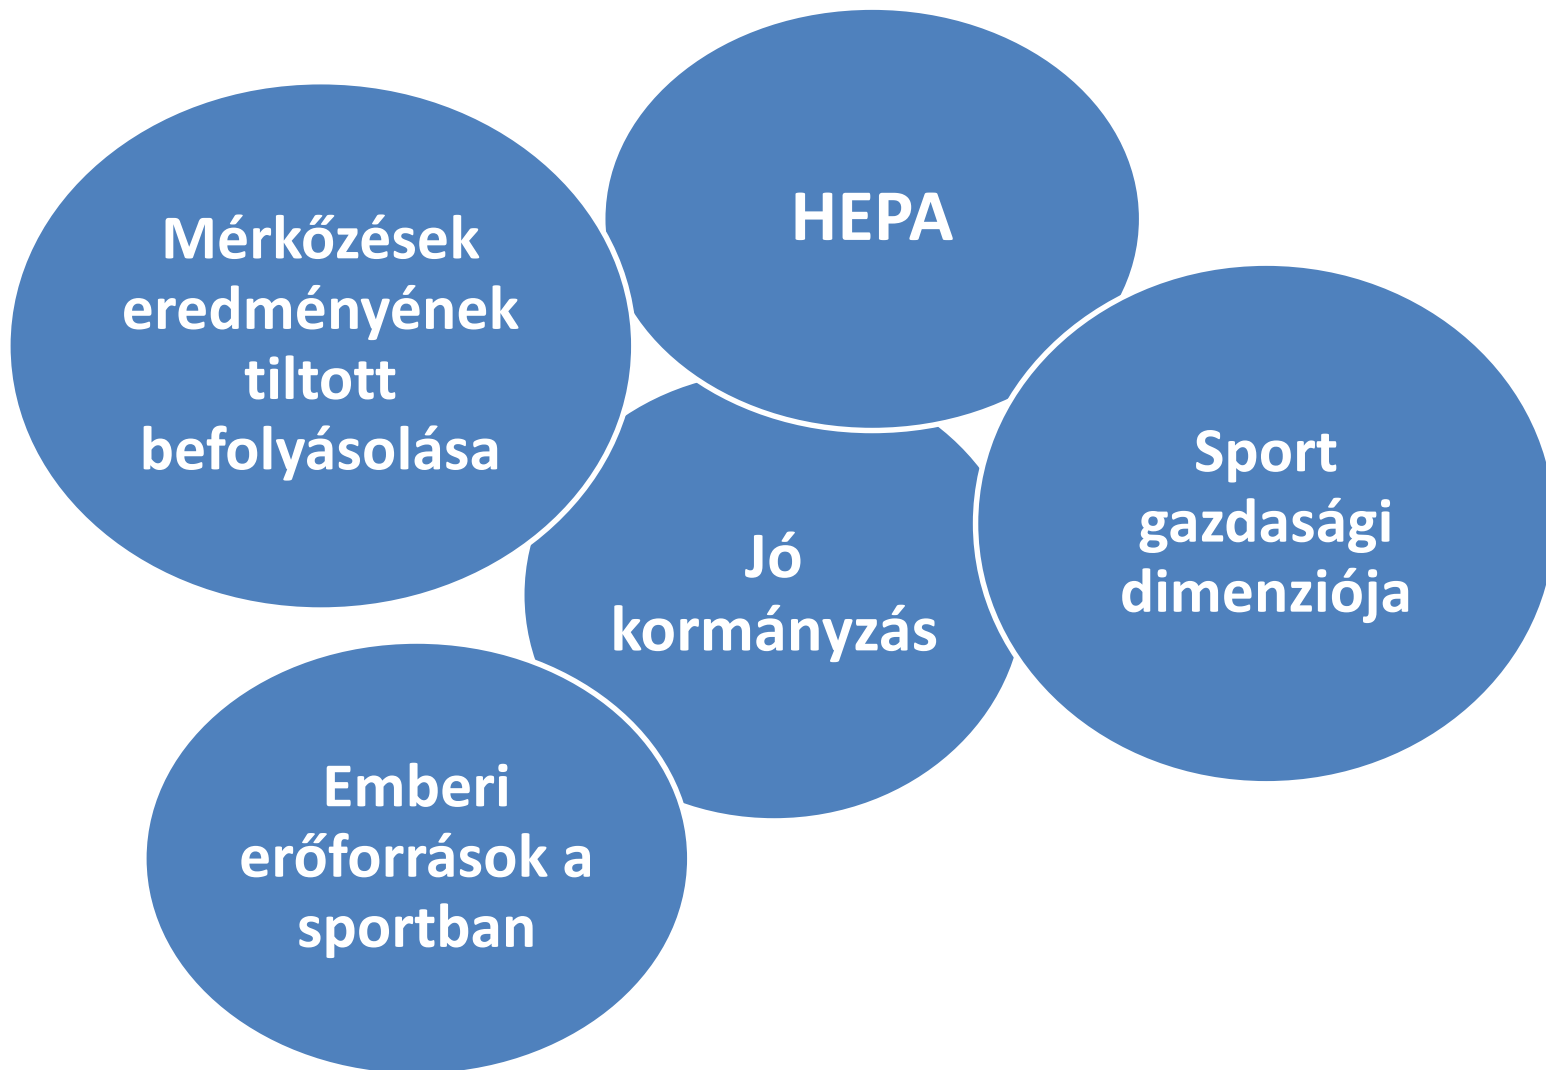 Mérkőzések
eredményének
tiltott
befolyásolása
HEPA
Jó
kormányzás
Sport
gazdasági
dimenziója
Emberi
erőforrások a
sportban